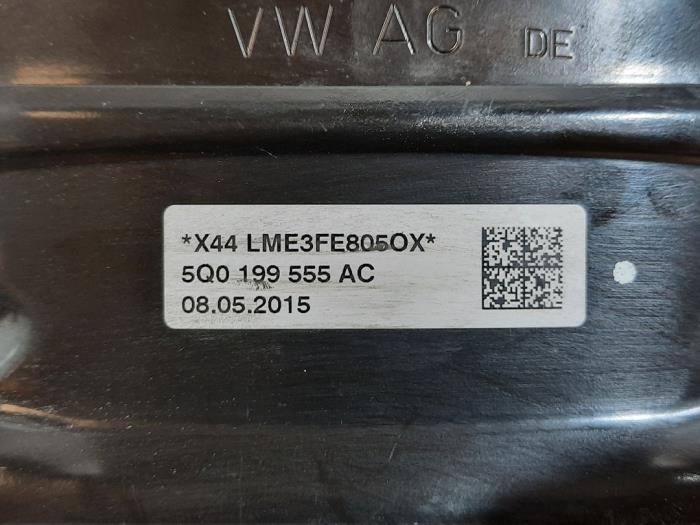 VW AG DE
*X44 LME3FE805OX*
5Q0 199 555 AC
08.05.2015